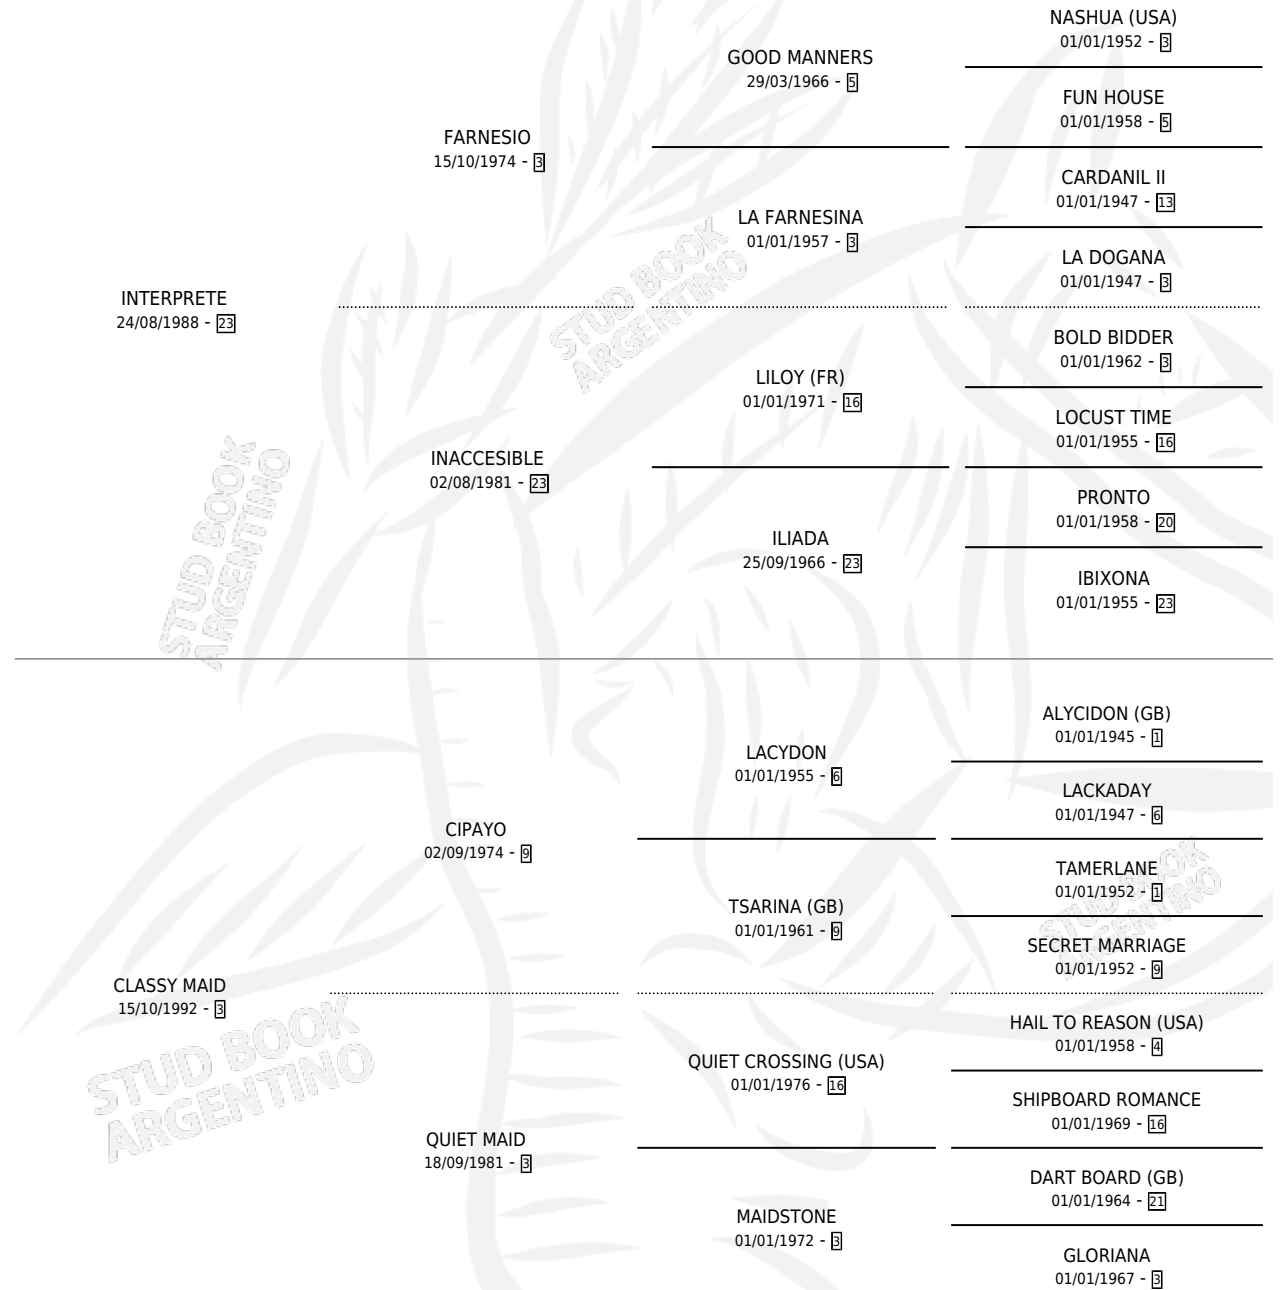 NASHUA (USA)
01/01/1952 - 3
GOOD MANNERS
29/03/1966 - 5
FUN HOUSE
01/01/1958 - 5
FARNESIO
15/10/1974 - 3
CARDANIL II
01/01/1947 - 13
LA FARNESINA
01/01/1957 - 3
LA DOGANA
01/01/1947 - 3
INTERPRETE
24/08/1988 - 23
BOLD BIDDER
01/01/1962 - 3
LILOY (FR)
01/01/1971 - 16
LOCUST TIME
01/01/1955 - 16
INACCESIBLE
02/08/1981 - 23
PRONTO
01/01/1958 - 20
ILIADA
25/09/1966 - 23
IBIXONA
01/01/1955 - 23
STUD BOOK
ARGENTINO
STUD BOOK
ARGENTINO
ALYCIDON (GB)
01/01/1945 - 1
LACYDON
01/01/1955 - 6
LACKADAY
01/01/1947 - 6
CIPAYO
02/09/1974 - 9
TAMERLANE
01/01/1952 - 1
TSARINA (GB)
01/01/1961 - 9
SECRET MARRIAGE
01/01/1952 - 9
STUD BOOK
ARGENTINO
CLASSY MAID
15/10/1992 - 3
HAIL TO REASON (USA)
01/01/1958 - 4
QUIET CROSSING (USA)
01/01/1976 - 16
SHIPBOARD ROMANCE
01/01/1969 - 16
QUIET MAID
18/09/1981 - 3
DART BOARD (GB)
01/01/1964 - 21
MAIDSTONE
01/01/1972 - 3
GLORIANA
01/01/1967 - 3
STUD BOOK
ARGENTINO